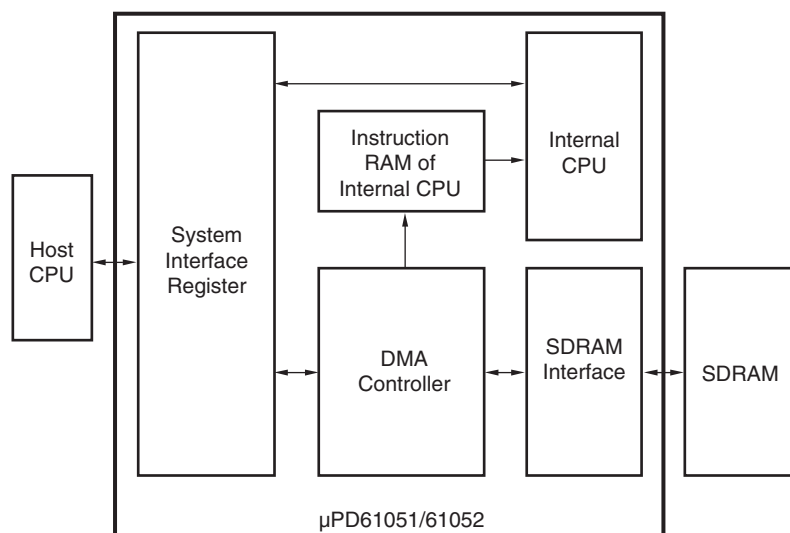 Host
CPU
System
Interface
Register
Instruction
RAM of
Internal CPU
Internal
CPU
DMA
Controller
SDRAM
Interface
SDRAM
µPD61051/61052